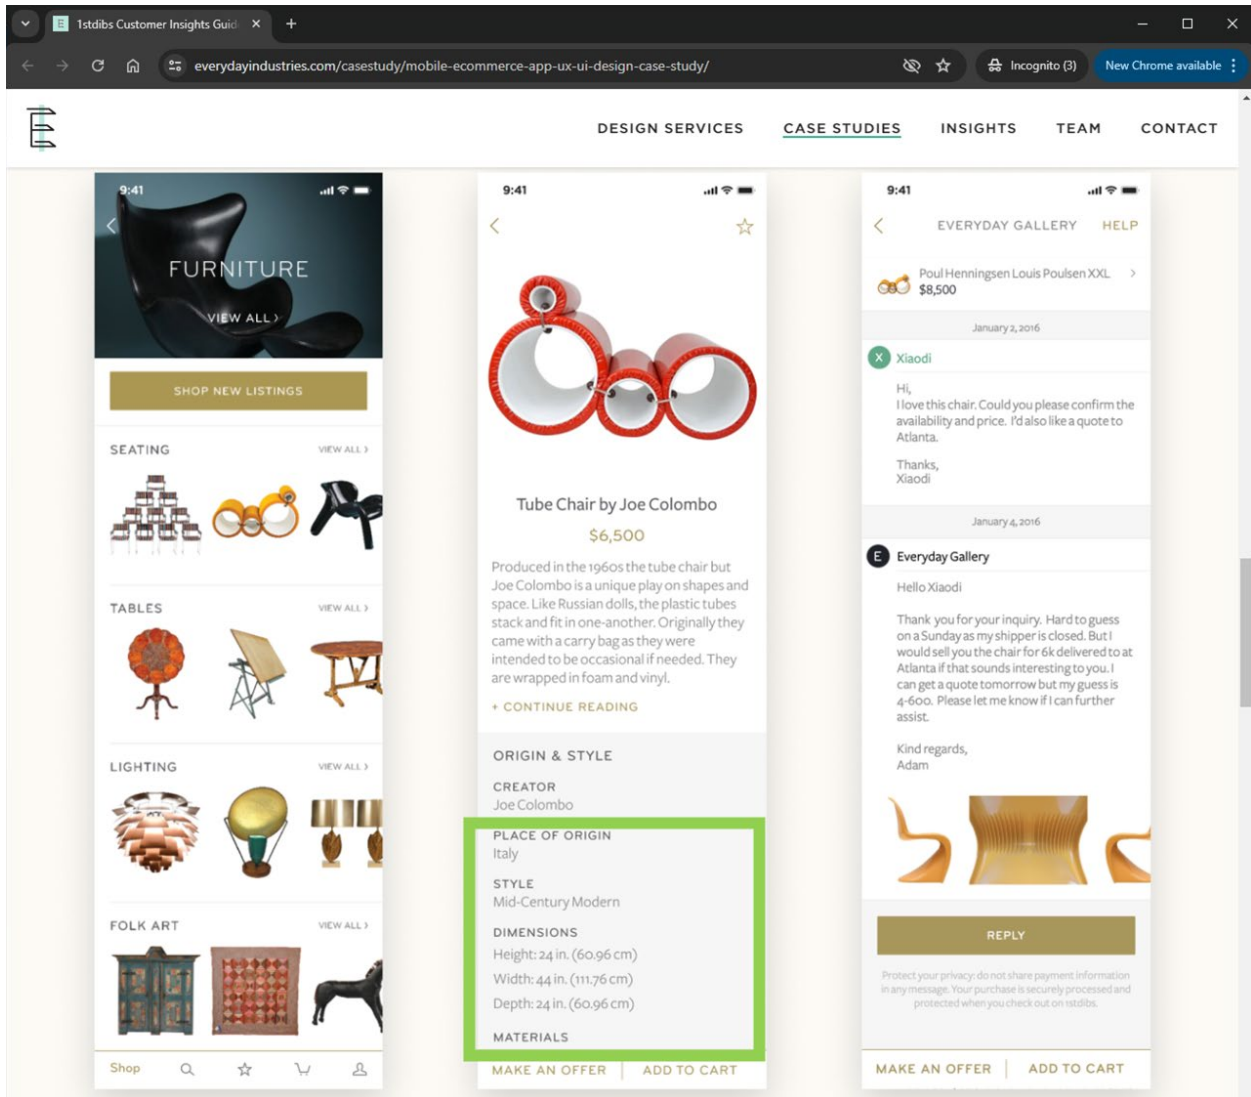 1stdibs Customer Insights Guid
everydayindustries.com/casestudy/mobile-ecommerce-app-ux-ui-design-case-study/
Incognito (3)
New Chrome available
E
DESIGN SERVICES
CASE STUDIES
INSIGHTS
TEAM
CONTACT
9:41
FURNITURE
VIEW ALL >
SHOP NEW LISTINGS
SEATING
VIEW ALL >
TABLES
VIEW ALL >
LIGHTING
VIEW ALL >
FOLK ART
VIEW ALL >
Shop
9:41
Tube Chair by Joe Colombo
$6,500
Produced in the 1960s the tube chair but
Joe Colombo is a unique play on shapes and
space. Like Russian dolls, the plastic tubes
stack and fit in one-another. Originally they
came with a carry bag as they were
intended to be occasional if needed. They
are wrapped in foam and vinyl.
+ CONTINUE READING
ORIGIN & STYLE
CREATOR
Joe Colombo
PLACE OF ORIGIN
Italy
STYLE
Mid-Century Modern
DIMENSIONS
Height: 24 in. (60.96 cm)
Width: 44 in. (111.76 cm)
Depth: 24 in. (60.96 cm)
MATERIALS
MAKE AN OFFER
ADD TO CART
9:41
EVERYDAY GALLERY
HELP
Poul Henningsen Louis Poulsen XXL
$8,500
January 2, 2016
X
Xiaodi
Hi,
I love this chair. Could you please confirm the
availability and price. I'd also like a quote to
Atlanta.
Thanks,
Xiaodi
January 4, 2016
E
Everyday Gallery
Hello Xiaodi
Thank you for your inquiry. Hard to guess
on a Sunday as my shipper is closed. But I
would sell you the chair for 6k delivered to at
Atlanta if that sounds interesting to you. I
can get a quote tomorrow but my guess is
4-600. Please let me know if I can further
assist.
Kind regards,
Adam
REPLY
Protect your privacy: do not share payment information
in any message. Your purchase is securely processed and
protected when you check out on 1stdibs.
MAKE AN OFFER
ADD TO CART